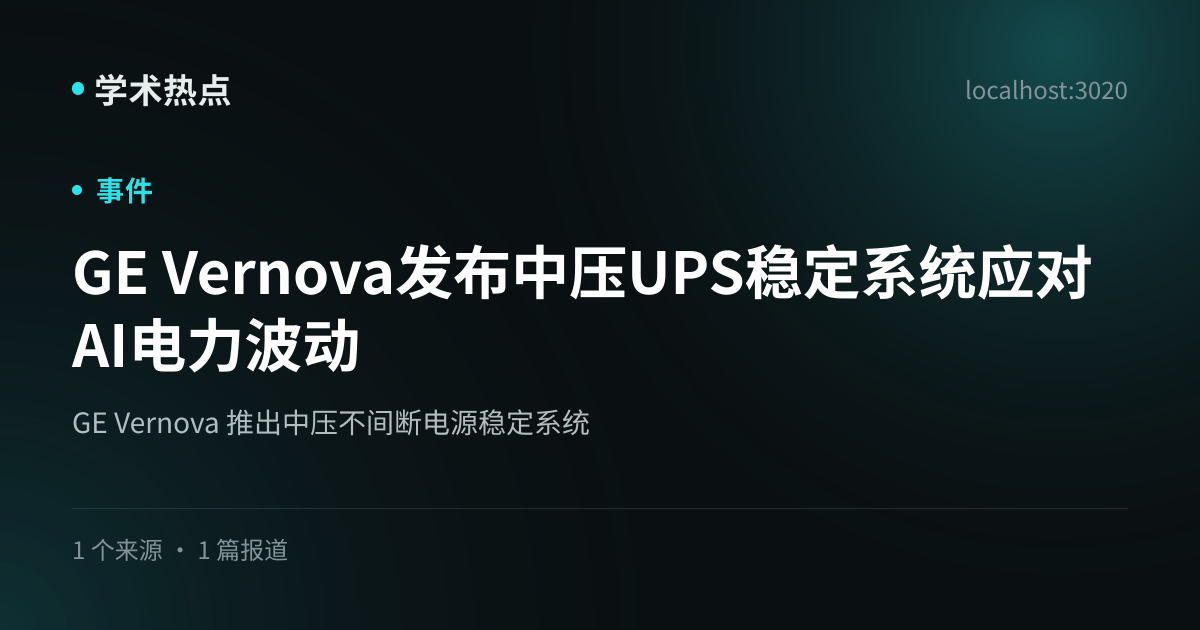 学术热点
localhost:3020
事件
GE Vernova发布中压UPS稳定系统应对
AI电力波动
GE Vernova 推出中压不间断电源稳定系统
1 个来源 · 1 篇报道